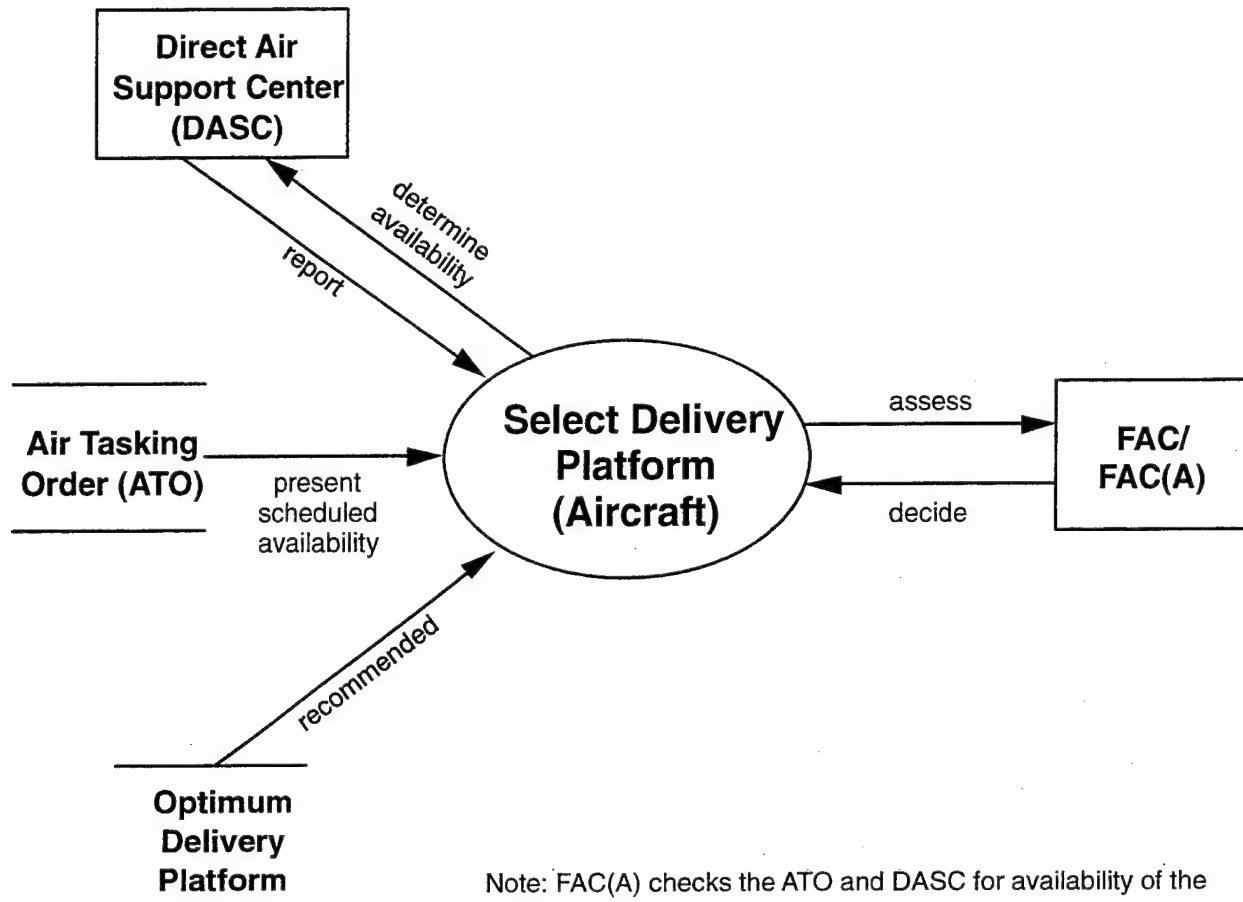 Direct Air
Support Center
(DASC)
determine
availability
report
Air Tasking
Order (ATO)
present
scheduled
availability
Select Delivery
Platform
(Aircraft)
assess
decide
FAC/
FAC(A)
recommended
Optimum
Delivery
Platform
Note: FAC(A) checks the ATO and DASC for availability of the